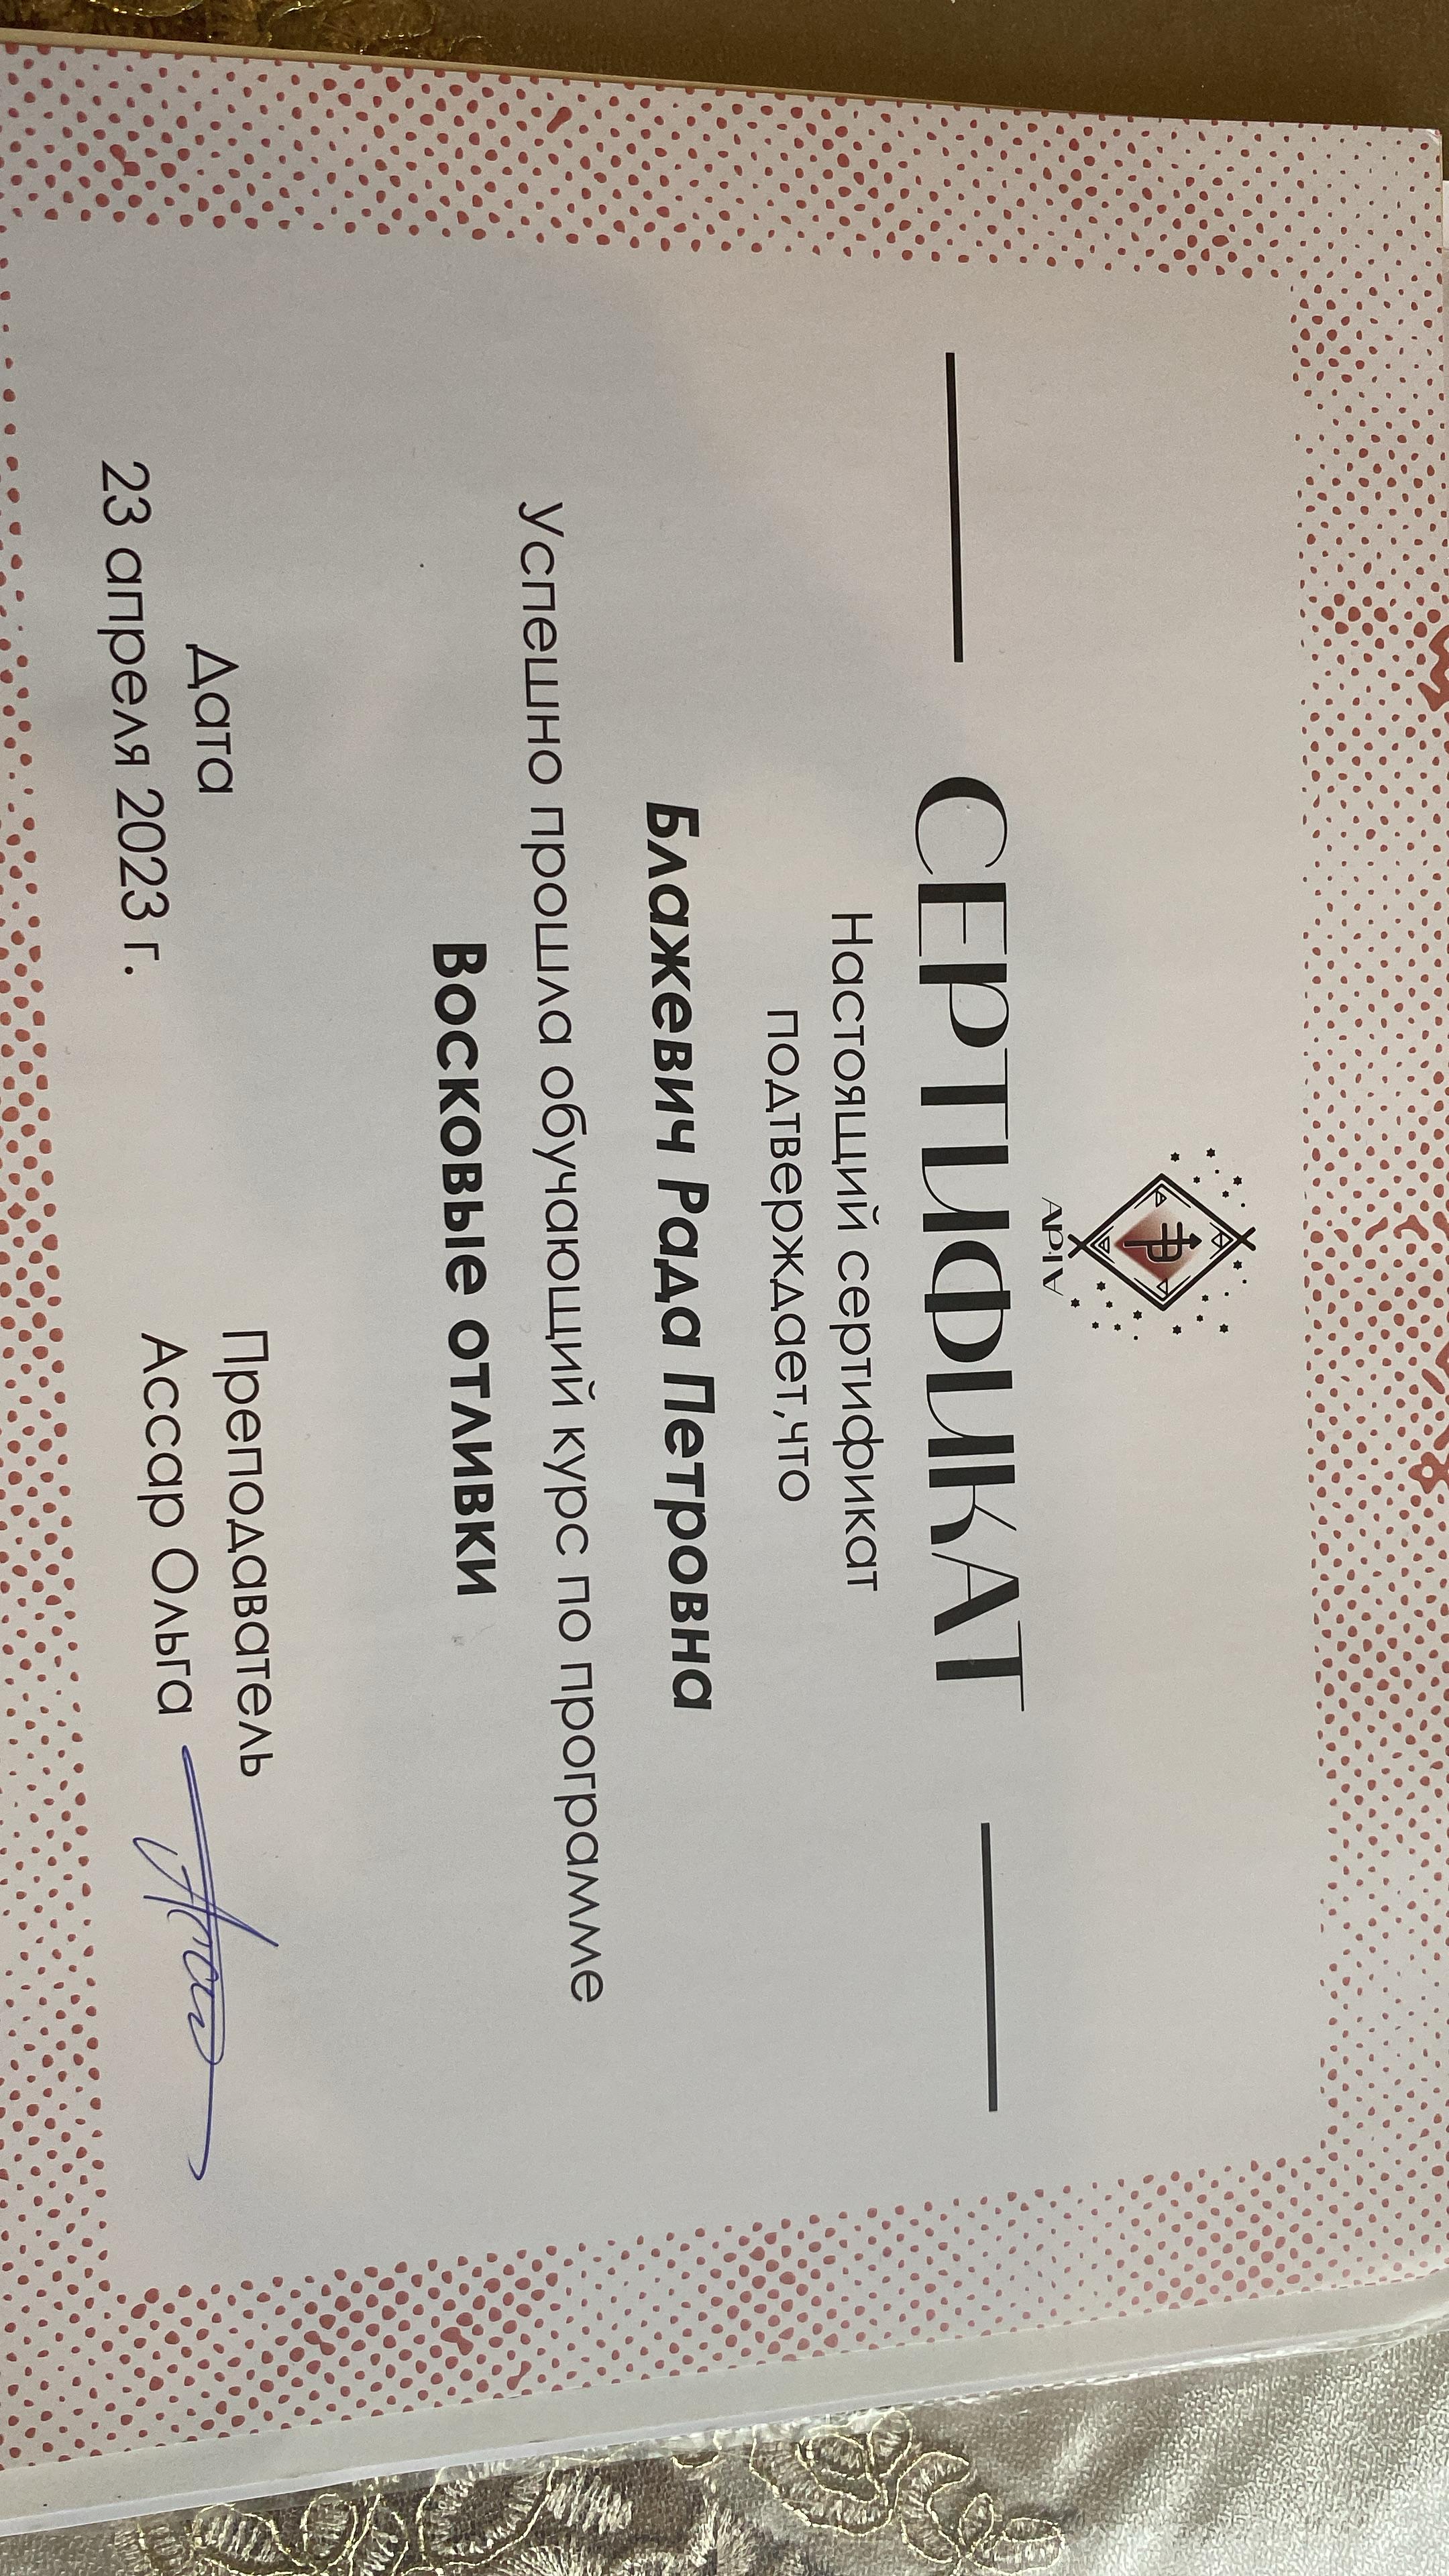 АРИА
СЕРТИФИКАТ
Настоящий сертификат
подтверждает,что
Блажевич Рада Петровна
Успешно прошла обучающий курс по программе
Восковые отливки
Дата
23 апреля 2023 г.
Преподаватель
Ассар Ольга